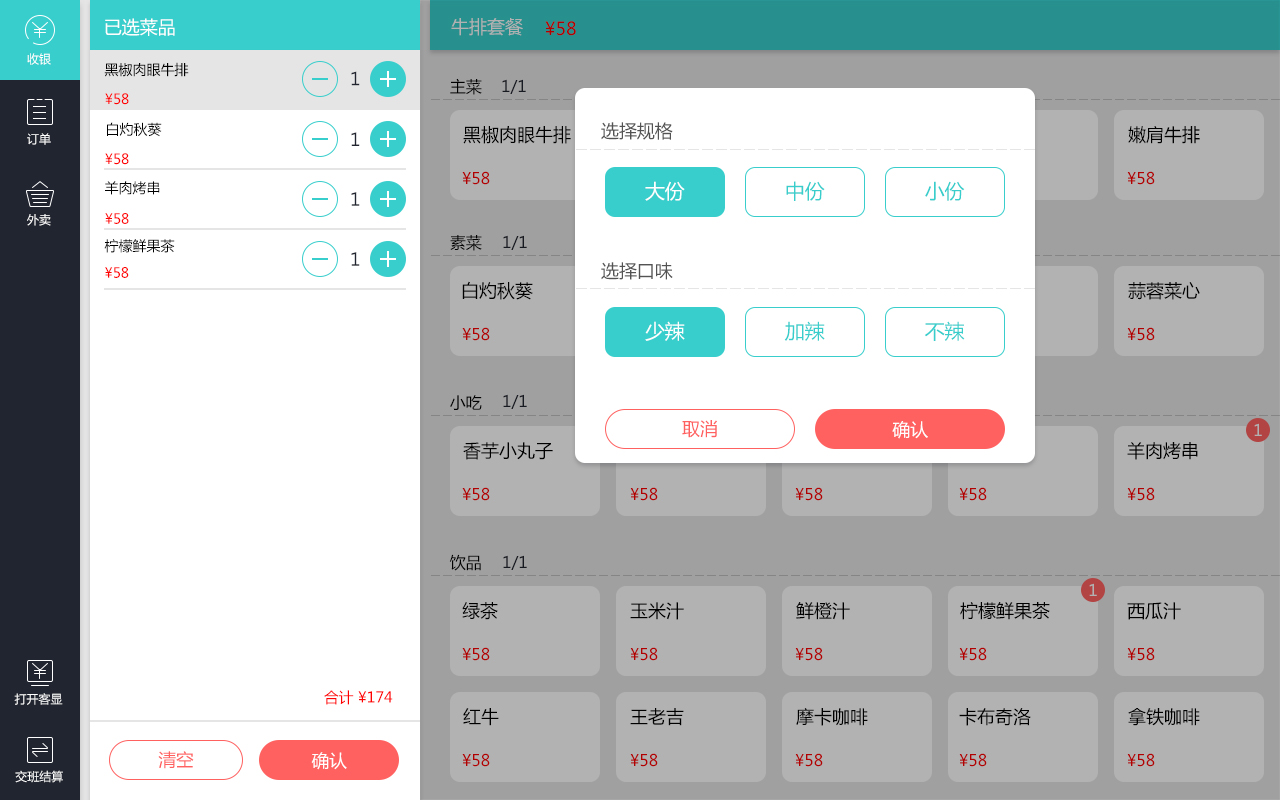 收银
订单
外卖
打开客显
交班结算
已选菜品
黑椒肉眼牛排
¥58
1
白灼秋葵
¥58
1
羊肉烤串
¥58
1
柠檬鲜果茶
¥58
1
合计 ¥174
清空 确认
牛排套餐 ¥58
主菜 1/1
黑椒肉眼牛排 嫩肩牛排
¥58 ¥58
素菜 1/1
白灼秋葵 蒜蓉菜心
¥58 ¥58
小吃 1/1
香芋小丸子 羊肉烤串 1
¥58 ¥58 ¥58 ¥58 ¥58
饮品 1/1
绿茶 玉米汁 鲜橙汁 柠檬鲜果茶 1 西瓜汁
¥58 ¥58 ¥58 ¥58 ¥58
红牛 王老吉 摩卡咖啡 卡布奇洛 拿铁咖啡
¥58 ¥58 ¥58 ¥58 ¥58
选择规格
大份 中份 小份
选择口味
少辣 加辣 不辣
取消 确认